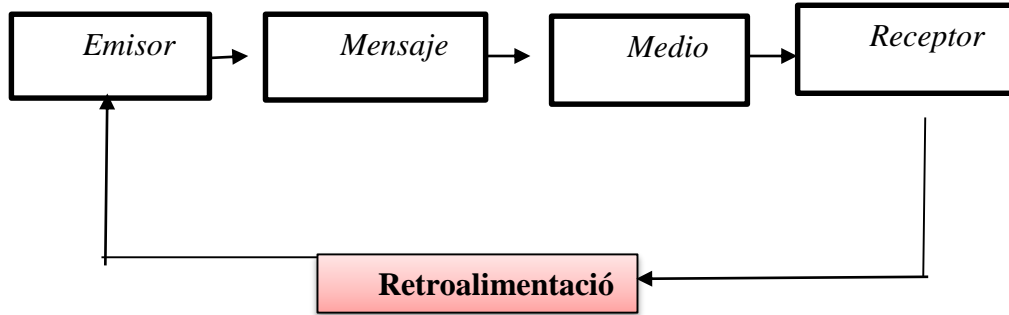 Emisor
Mensaje
Medio
Receptor
Retroalimentació